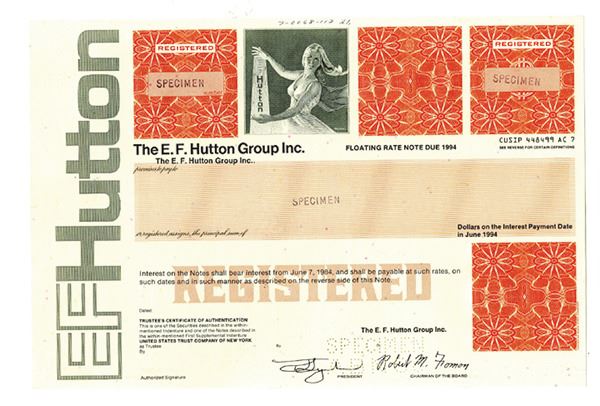 EFHutton
REGISTERED
SPECIMEN
Hutton
REGISTERED
SPECIMEN
The E. F. Hutton Group Inc.
FLOATING RATE NOTE DUE 1994
CUSIP 448499 AC 7
SEE REVERSE FOR CERTAIN DEFINITIONS
The E. F. Hutton Group Inc.,
promises to pay to
SPECIMEN
or registered assigns, the principal sum of
Dollars on the Interest Payment Date
in June 1994
Interest on the Notes shall bear interest from June 7, 1984, and shall be payable at such rates, on
such dates and in such manner as described on the reverse side of this Note.
REGISTERED
Dated:
TRUSTEE'S CERTIFICATE OF AUTHENTICATION
This is one of the Securities described in the within-
mentioned Indenture and one of the Notes described in
the within-mentioned First Supplemental Indenture
UNITED STATES TRUST COMPANY OF NEW YORK
as Trustee
By
Authorized Signature
The E. F. Hutton Group Inc.
By
SPECIMEN
PRESIDENT
Robert M. Fomon
CHAIRMAN OF THE BOARD